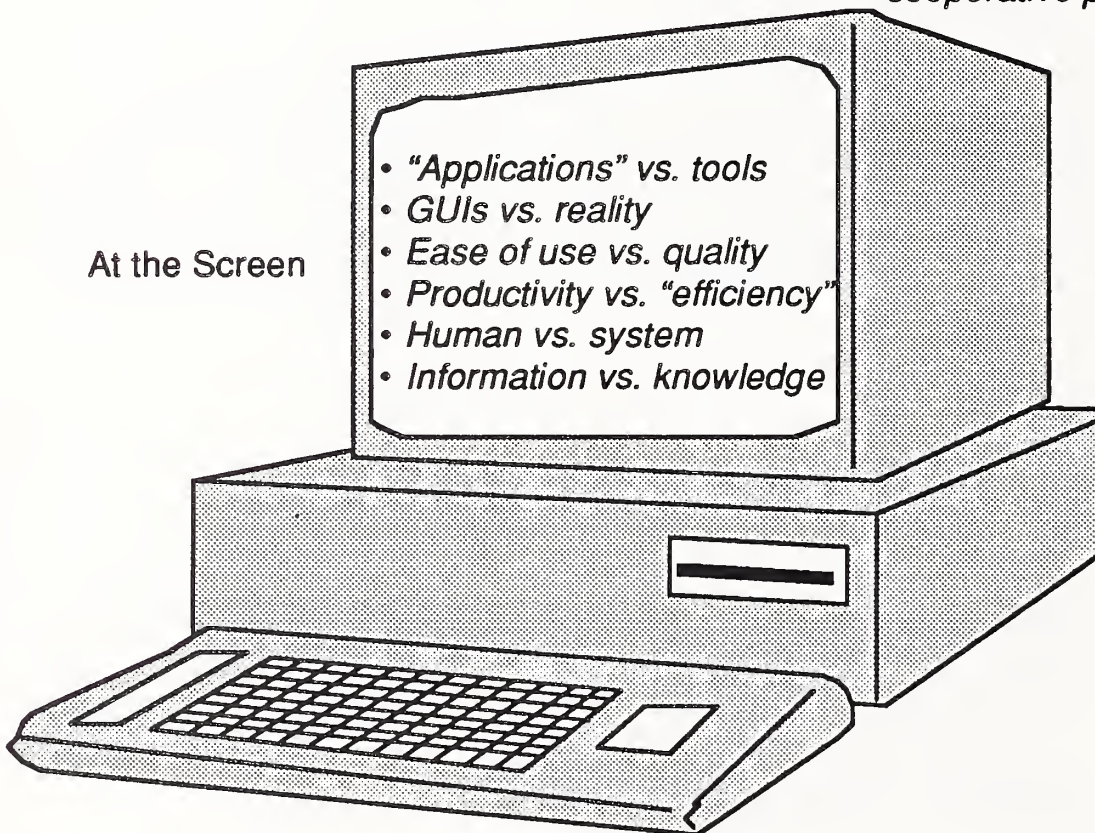 cooperative
• “Applications” vs. tools
• GUIs vs. reality
• Ease of use vs. quality
At the Screen
• Productivity vs. “efficiency”
• Human vs. system
• Information vs. knowledge